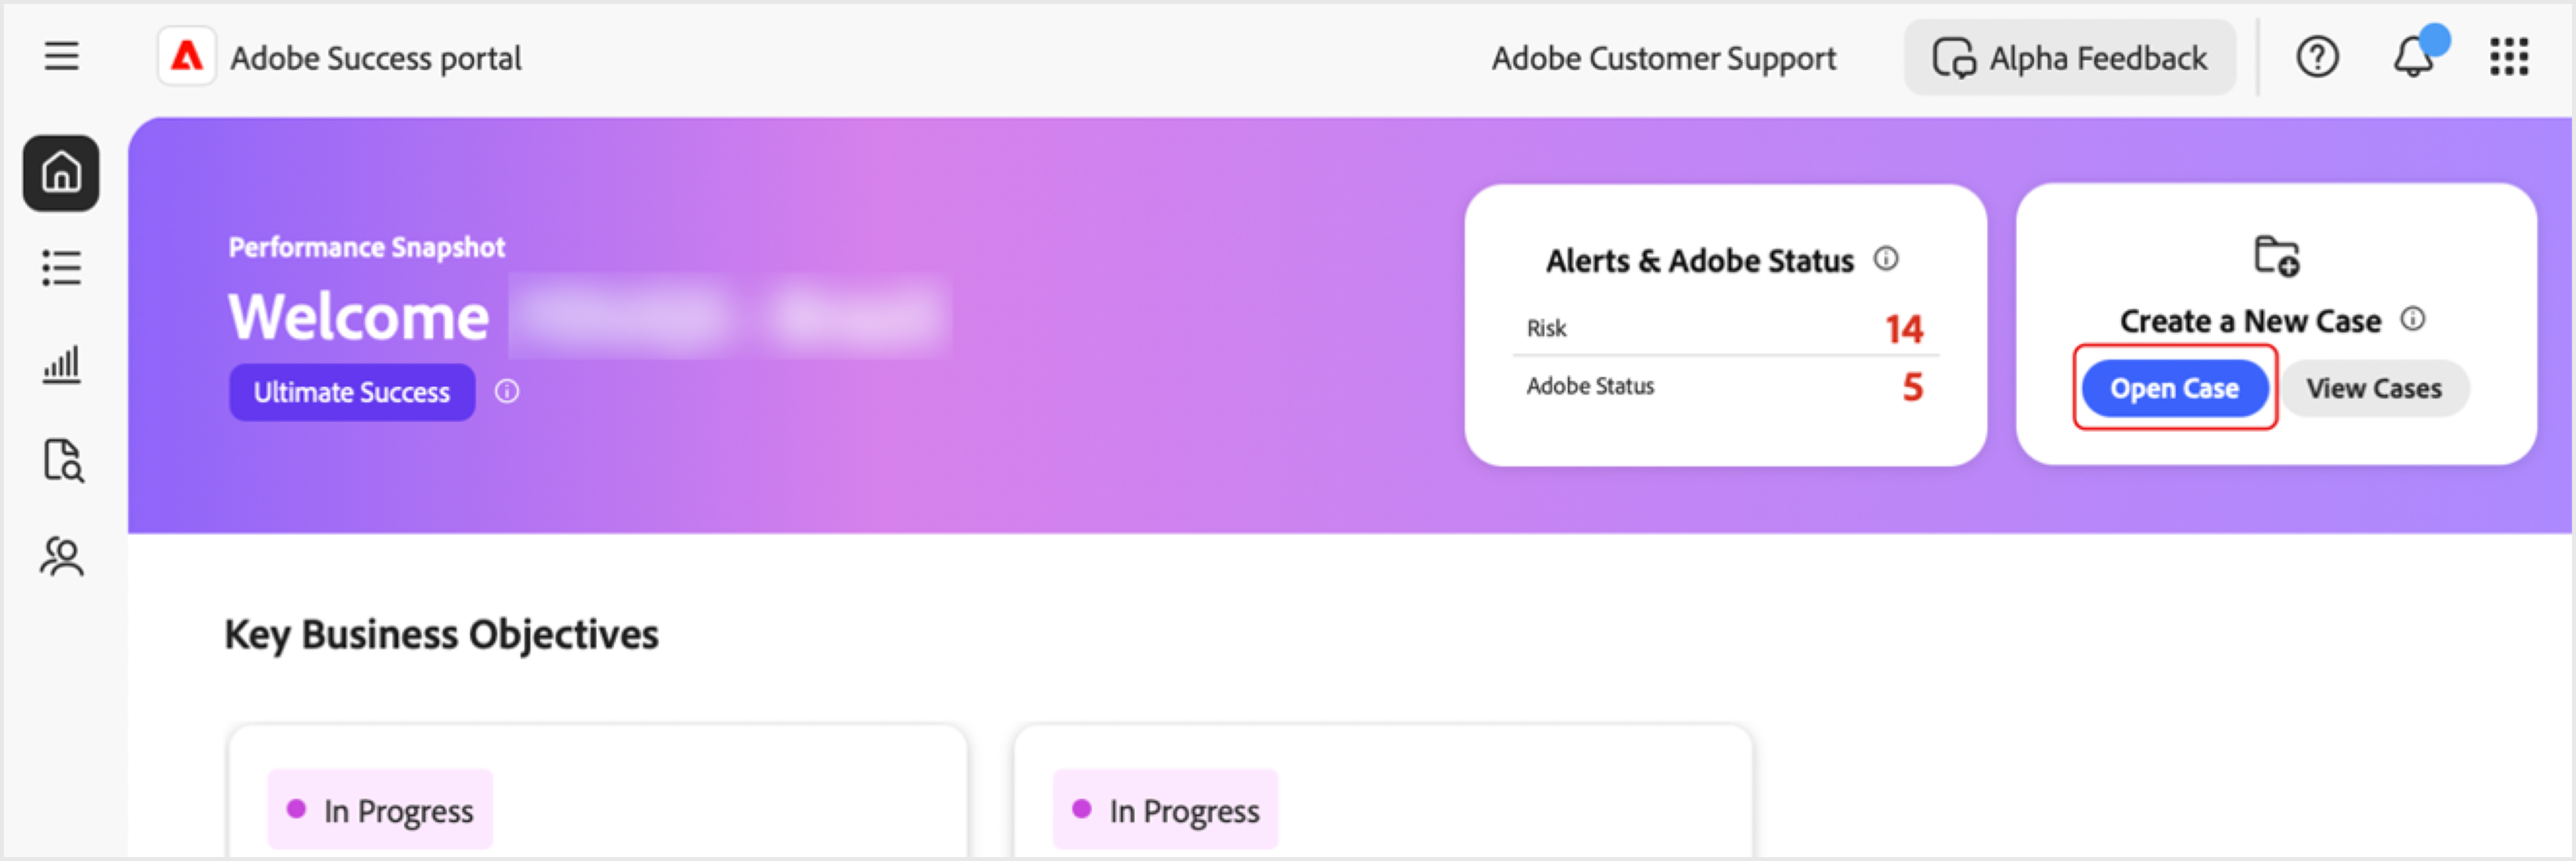 Adobe Success portal
Adobe Customer Support
Alpha Feedback
Performance Snapshot
Welcome
Ultimate Success
Alerts & Adobe Status
Risk 14
Adobe Status 5
Create a New Case
Open Case
View Cases
Key Business Objectives
In Progress
In Progress